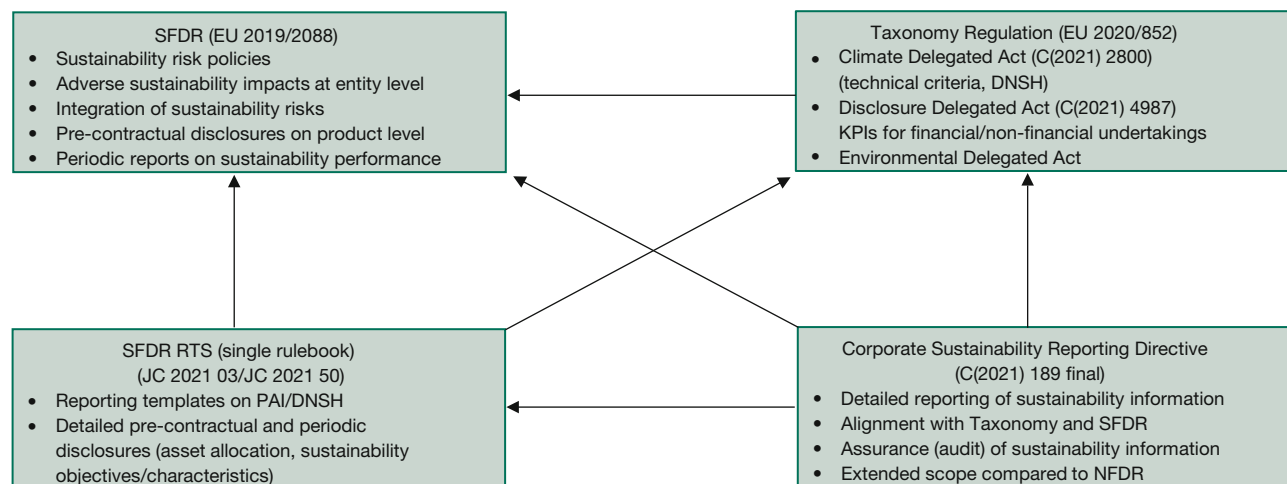 SFDR (EU 2019/2088)
• Sustainability risk policies
• Adverse sustainability impacts at entity level
• Integration of sustainability risks
• Pre-contractual disclosures on product level
• Periodic reports on sustainability performance
Taxonomy Regulation (EU 2020/852)
• Climate Delegated Act (C(2021) 2800)
(technical criteria, DNSH)
• Disclosure Delegated Act (C(2021) 4987)
KPIs for financial/non-financial undertakings
• Environmental Delegated Act
SFDR RTS (single rulebook)
(JC 2021 03/JC 2021 50)
• Reporting templates on PAI/DNSH
• Detailed pre-contractual and periodic
disclosures (asset allocation, sustainability
objectives/characteristics)
Corporate Sustainability Reporting Directive
(C(2021) 189 final)
• Detailed reporting of sustainability information
• Alignment with Taxonomy and SFDR
• Assurance (audit) of sustainability information
• Extended scope compared to NFDR